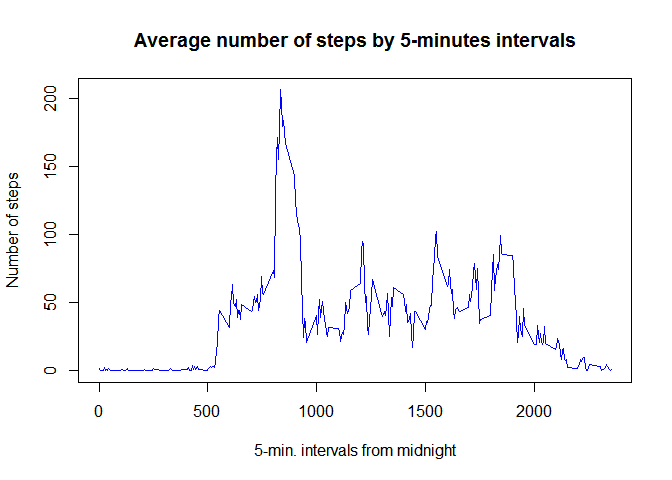 Average number of steps by 5-minutes intervals
Number of steps
200
150
100
50
0
0 500 1000 1500 2000
5-min. intervals from midnight